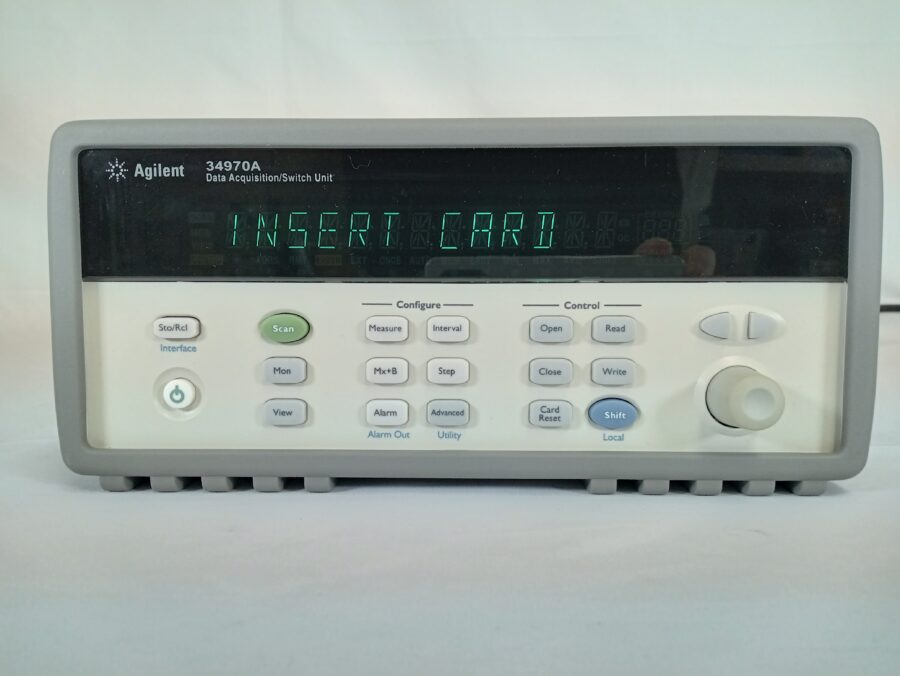 Agilent 34970A
Data Acquisition/Switch Unit
INSERT CARD
Configure Control
Sto/Rcl Scan Measure Interval Open Read
Interface
Mon Mx+B Step Close Write
View Alarm Advanced Card Reset Shift
Alarm Out Utility Local